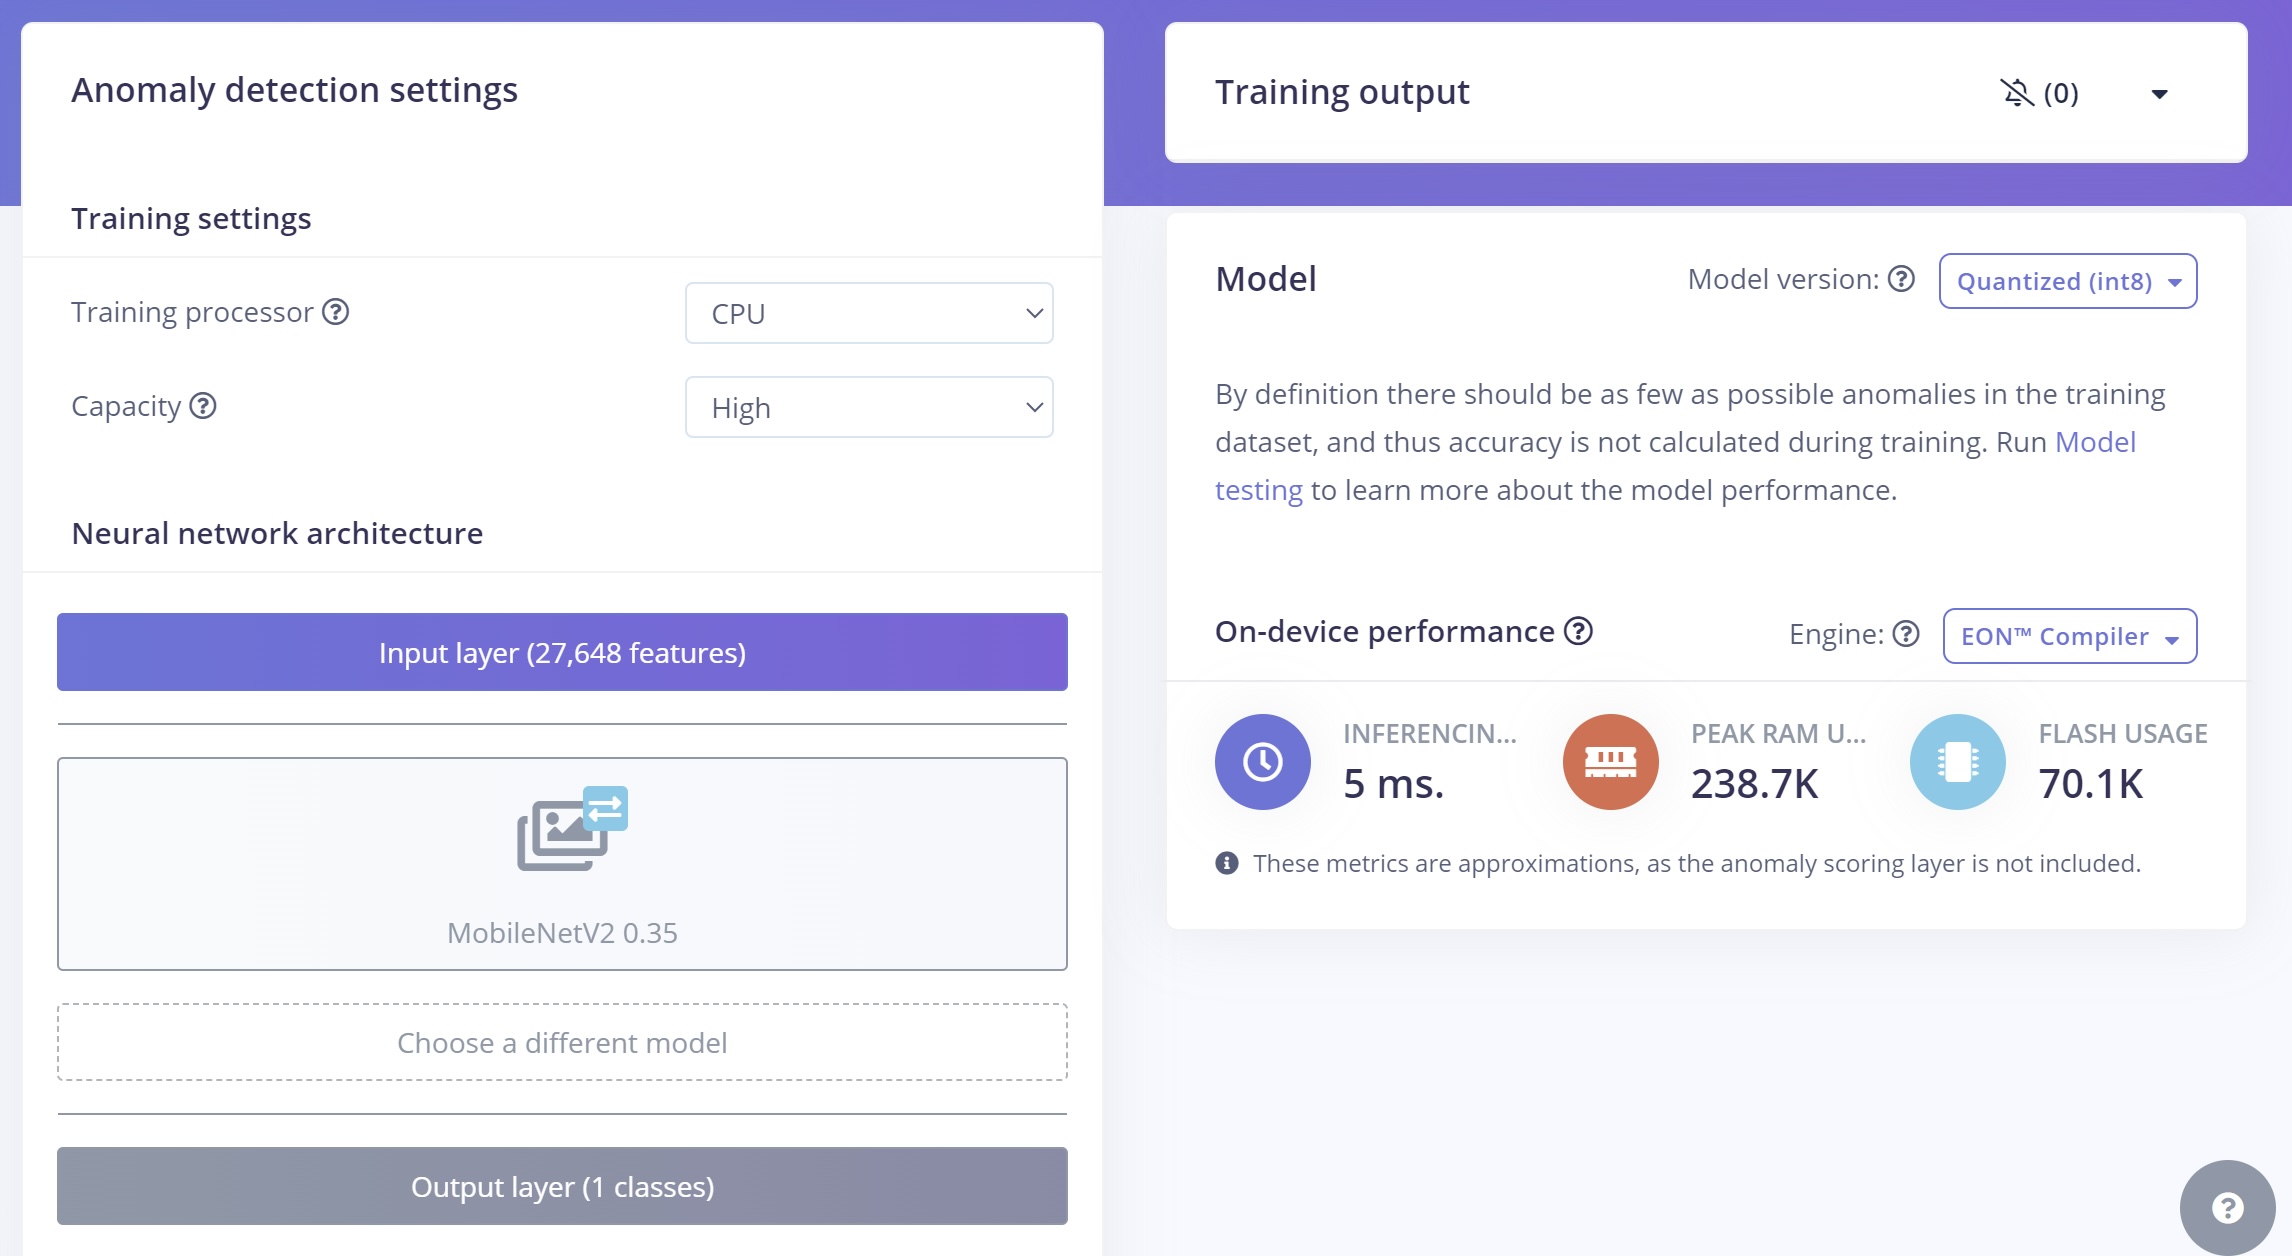 Anomaly detection settings
Training settings
Training processor
CPU
Capacity
High
Neural network architecture
Input layer (27,648 features)
MobileNetV2 0.35
Choose a different model
Output layer (1 classes)
Training output
(0)
Model
Model version:
Quantized (int8)
By definition there should be as few as possible anomalies in the training
dataset, and thus accuracy is not calculated during training. Run Model
testing to learn more about the model performance.
On-device performance
Engine:
EON™ Compiler
INFERENCIN...
5 ms.
PEAK RAM U...
238.7K
FLASH USAGE
70.1K
These metrics are approximations, as the anomaly scoring layer is not included.